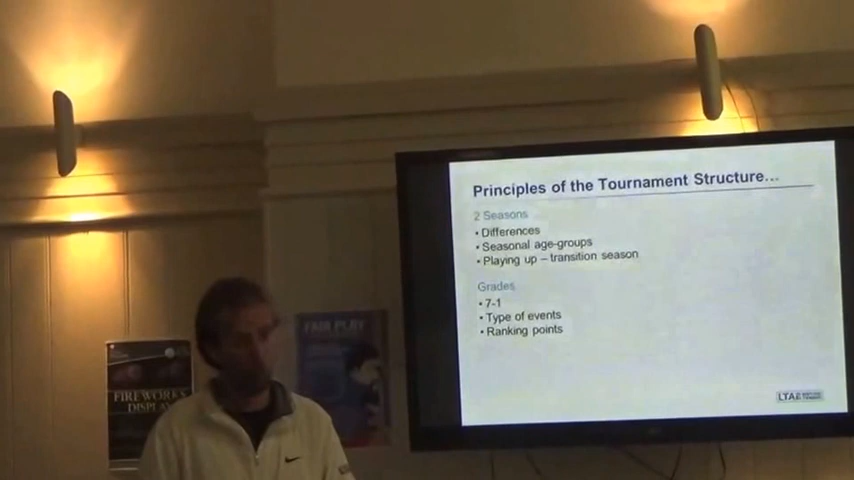 Principles of the Tournament Structure...
2 Seasons
• Differences
• Seasonal age-groups
• Playing up – transition season
Grades
• 7-1
• Type of events
• Ranking points
LTA
FAIR PLAY
FIREWORKS
DISPLAY